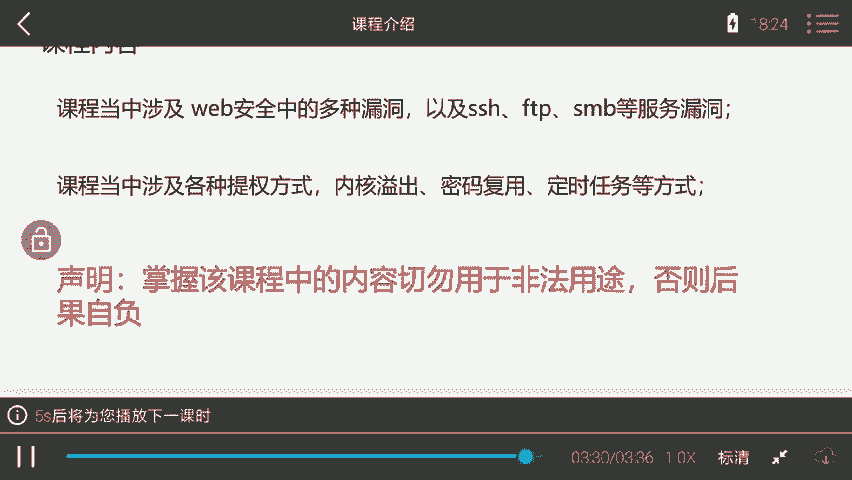 课程介绍
18:24
课程内容
课程当中涉及 web安全中的多种漏洞，以及ssh、ftp、smb等服务漏洞；
课程当中涉及各种提权方式，内核溢出、密码复用、定时任务等方式；
声明：掌握该课程中的内容切勿用于非法用途，否则后
果自负
5s后将为您播放下一课时
03:30/03:36 1.0X 标清